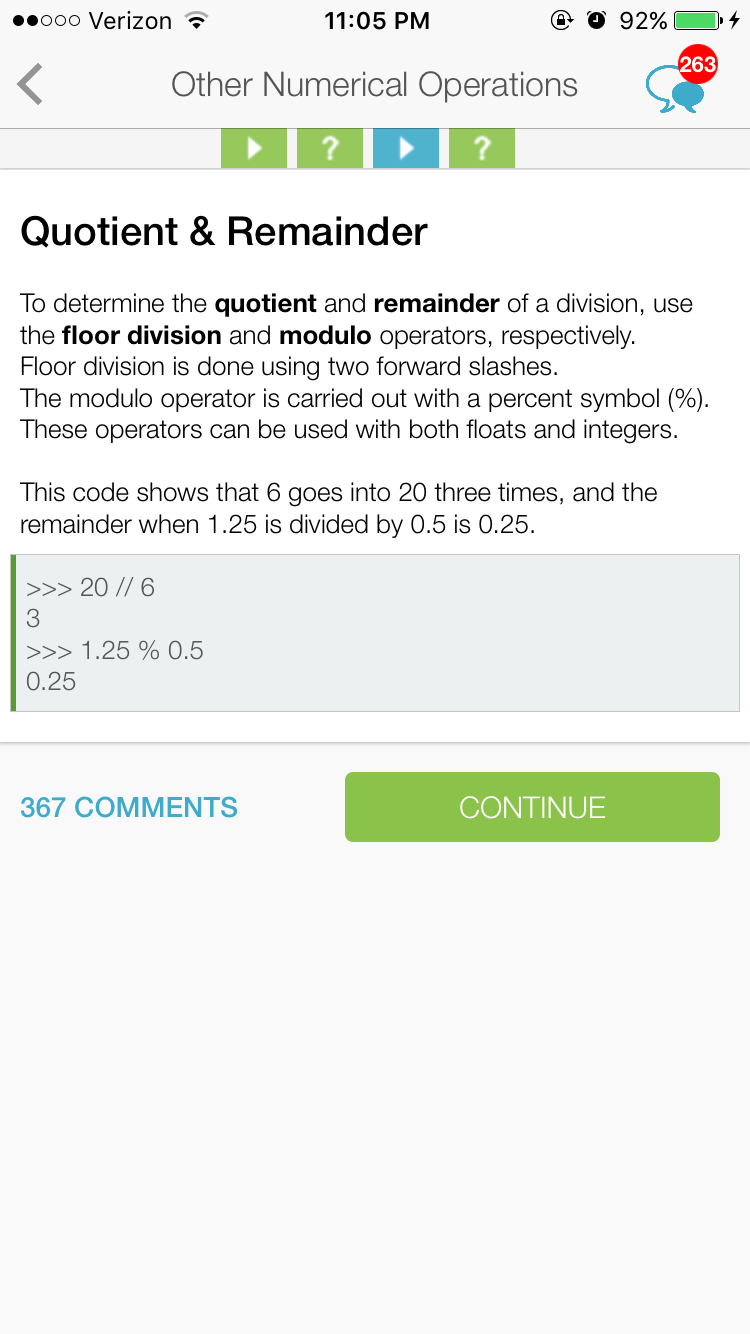 Verizon 11:05 PM 92%
Other Numerical Operations 263
? ?
Quotient & Remainder
To determine the quotient and remainder of a division, use
the floor division and modulo operators, respectively.
Floor division is done using two forward slashes.
The modulo operator is carried out with a percent symbol (%).
These operators can be used with both floats and integers.
This code shows that 6 goes into 20 three times, and the
remainder when 1.25 is divided by 0.5 is 0.25.
>>> 20 // 6
3
>>> 1.25 % 0.5
0.25
367 COMMENTS CONTINUE